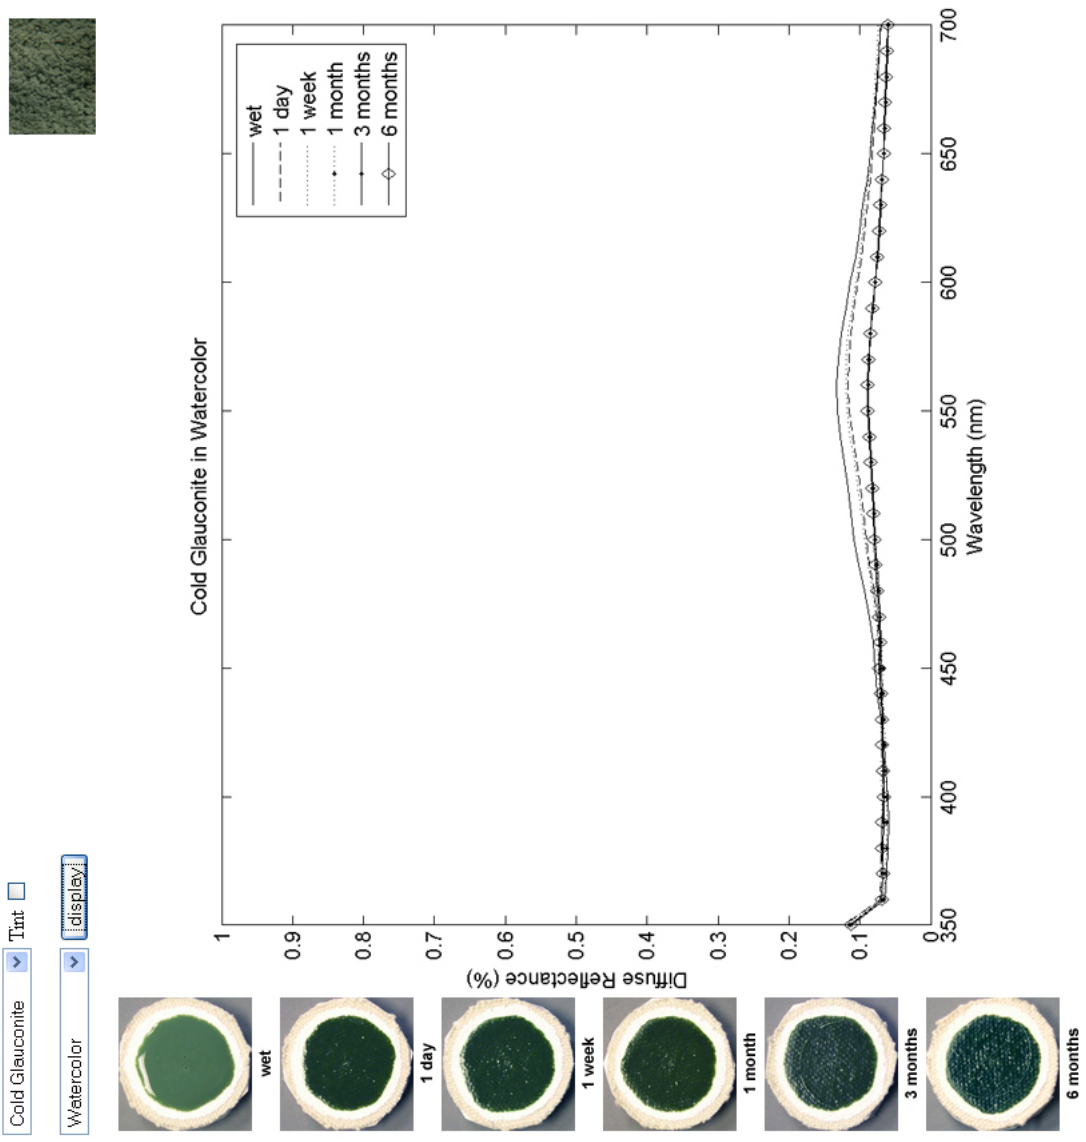 Cold Glauconite
Tint
Watercolor
display
wet
1 day
1 week
1 month
3 months
6 months
Cold Glauconite in Watercolor
Diffuse Reflectance (%)
1
0.9
0.8
0.7
0.6
0.5
0.4
0.3
0.2
0.1
0
350
400
450
500
550
600
650
700
Wavelength (nm)
wet
1 day
1 week
1 month
3 months
6 months